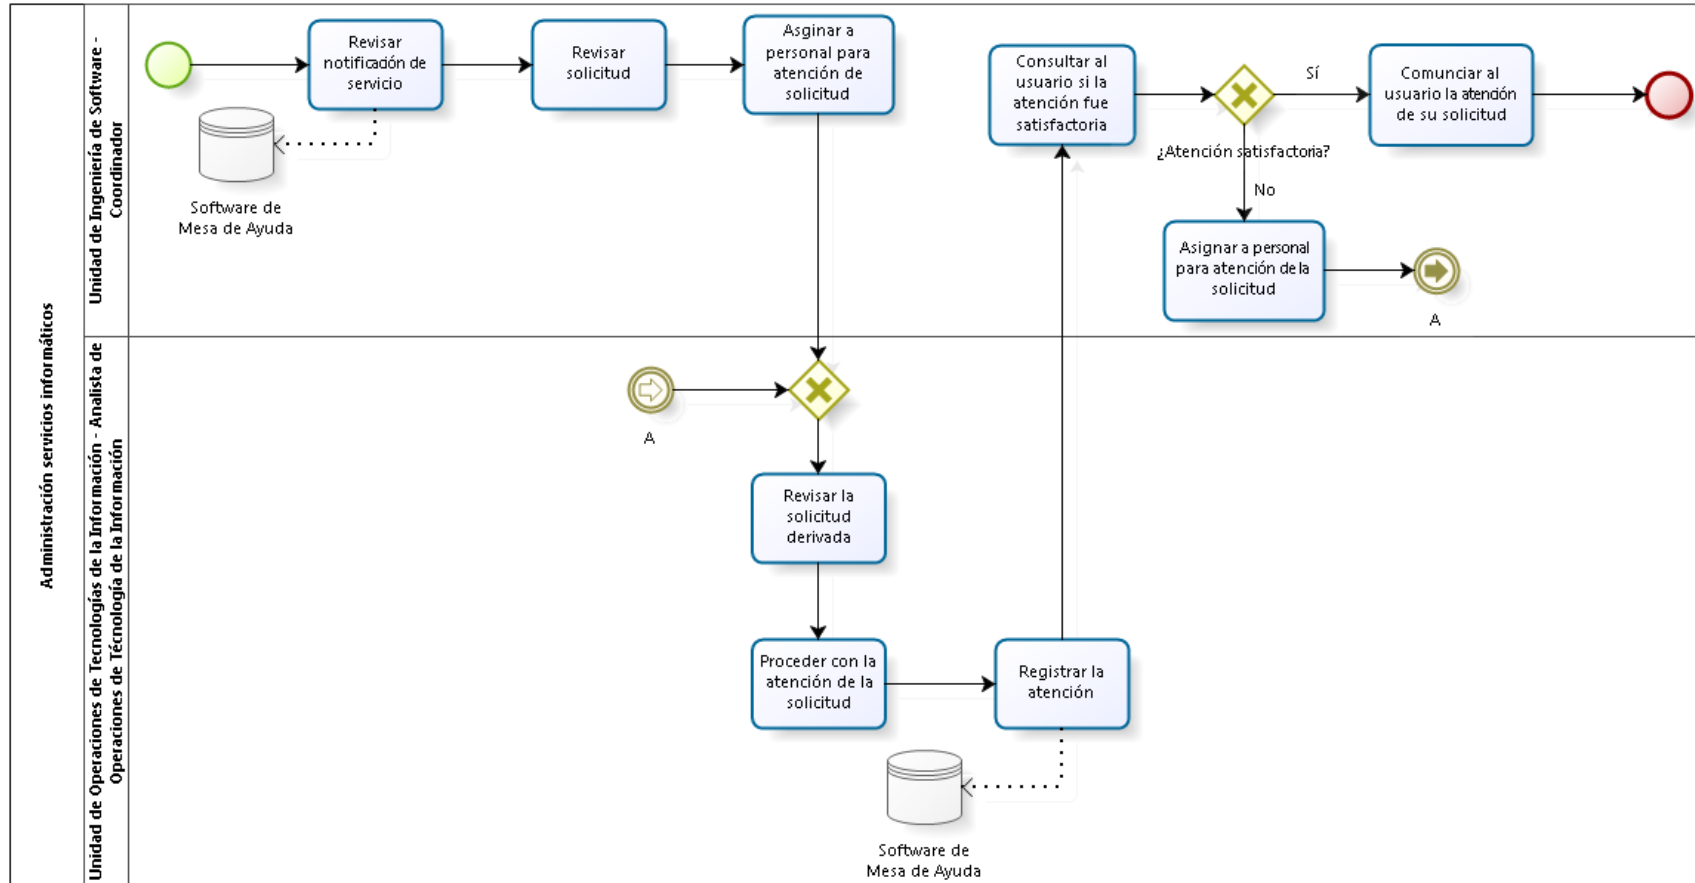 Administración servicios informáticos
Unidad de Ingeniería de Software -
Coordinador
Revisar
notificación de
servicio
Revisar
solicitud
Asginar a
personal para
atención de
solicitud
Consultar al
usuario si la
atención fue
satisfactoria
Sí
¿Atención satisfactoria?
No
Comunciar al
usuario la atención
de su solicitud
Software de
Mesa de Ayuda
Asignar a personal
para atención de la
solicitud
A
Unidad de Operaciones de Tecnologías de la Información - Analista de
Operaciones de Técnología de la Información
A
Revisar la
solicitud
derivada
Proceder con la
atención de la
solicitud
Registrar la
atención
Software de
Mesa de Ayuda